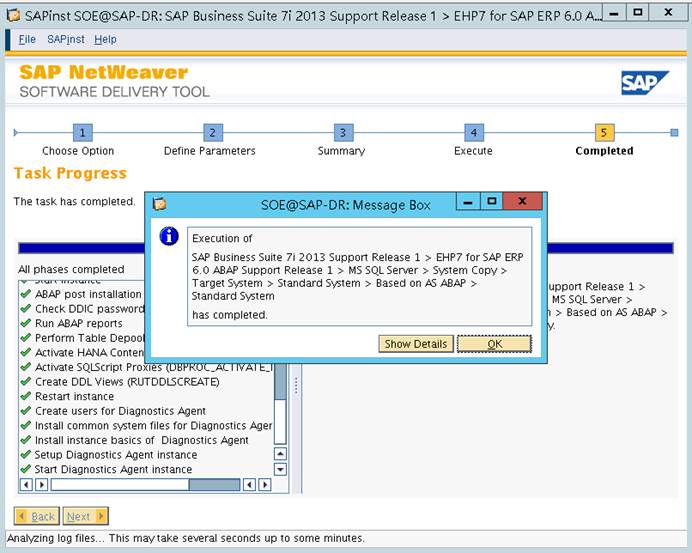 SAPinst SOE@SAP-DR: SAP Business Suite 7i 2013 Support Release 1 > EHP7 for SAP ERP 6.0 A...
File SAPinst Help
SAP NetWeaver
SOFTWARE DELIVERY TOOL
SAP
1 2 3 4 5
Choose Option Define Parameters Summary Execute Completed
Task Progress
The task has completed.
SOE@SAP-DR: Message Box
Execution of
SAP Business Suite 7i 2013 Support Release 1 > EHP7 for SAP ERP
6.0 ABAP Support Release 1 > MS SQL Server > System Copy >
Target System > Standard System > Based on AS ABAP >
Standard System
has completed.
Show Details OK
All phases completed
ABAP post installation
Check DDIC password
Run ABAP reports
Perform Table Depool
Activate HANA Conten
Activate SQLScript Proxies (DBPROC_ACTIVATE_
Create DDL Views (RUTDDLSCREATE)
Restart instance
Create users for Diagnostics Agent
Install common system files for Diagnostics Ager
Install instance basics of Diagnostics Agent
Setup Diagnostics Agent instance
Start Diagnostics Agent instance
upport Release 1 >
MS SQL Server >
> Based on AS ABAP >
Back Next
Analyzing log files... This may take several seconds up to some minutes.